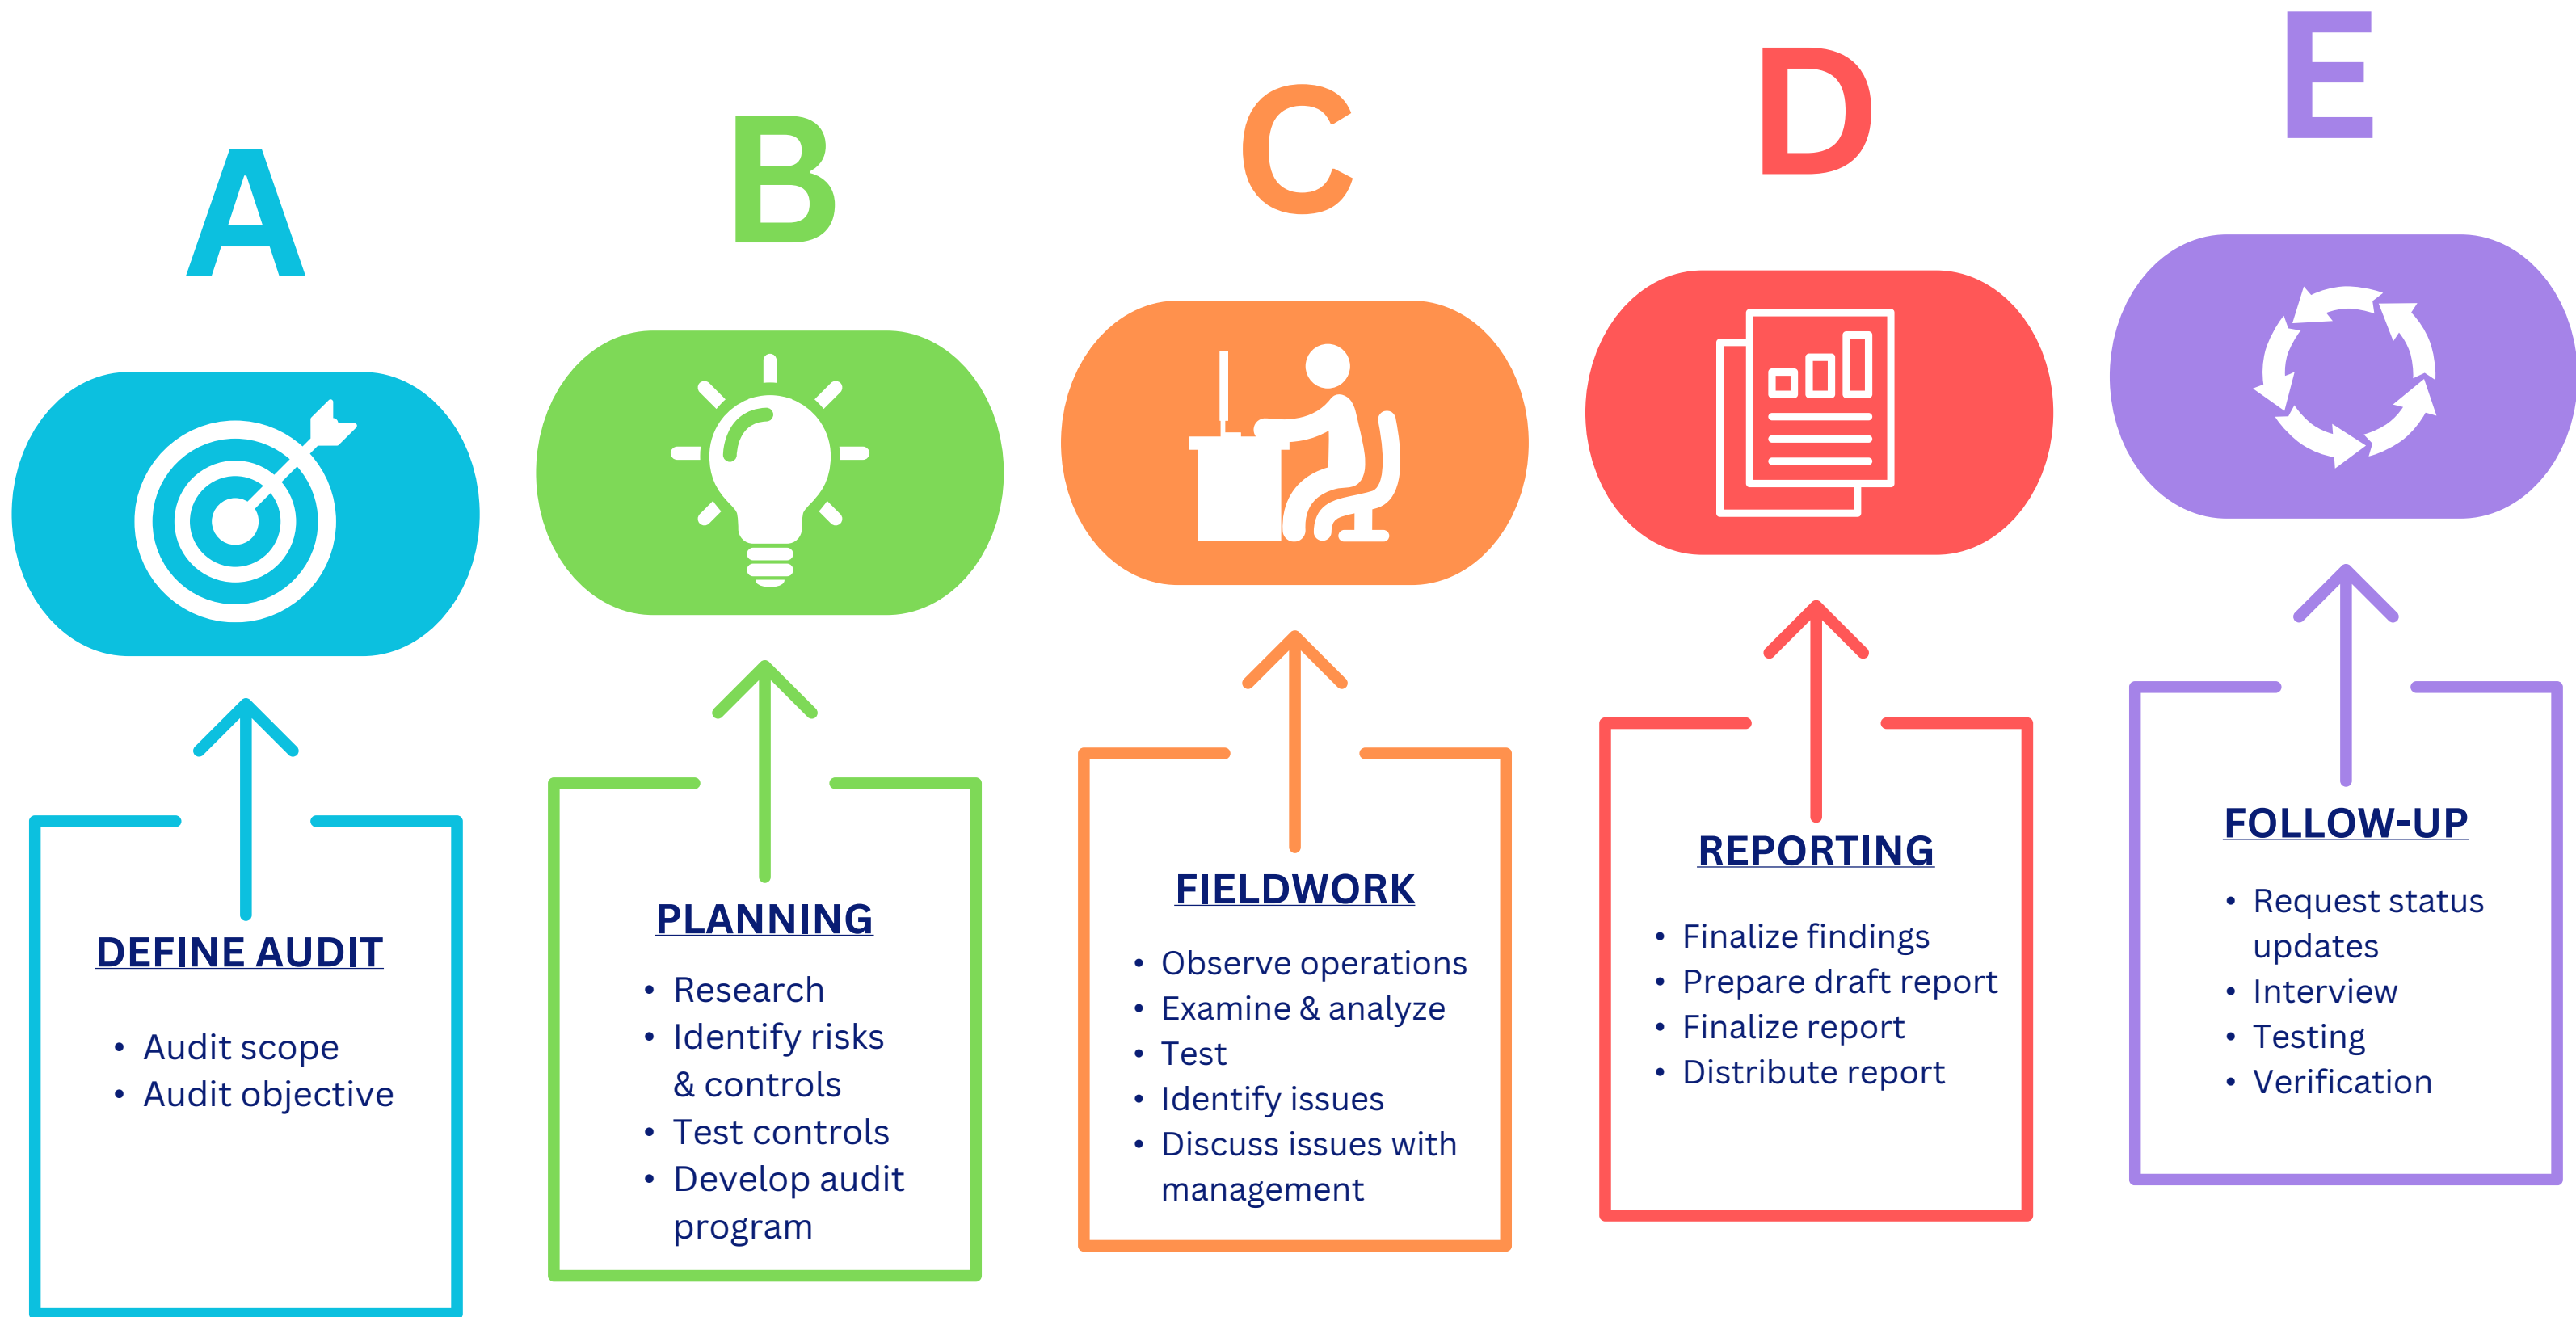 A
DEFINE AUDIT
• Audit scope
• Audit objective
B
PLANNING
• Research
• Identify risks
& controls
• Test controls
• Develop audit
program
C
FIELDWORK
• Observe operations
• Examine & analyze
• Test
• Identify issues
• Discuss issues with
management
D
REPORTING
• Finalize findings
• Prepare draft report
• Finalize report
• Distribute report
E
FOLLOW-UP
• Request status
updates
• Interview
• Testing
• Verification